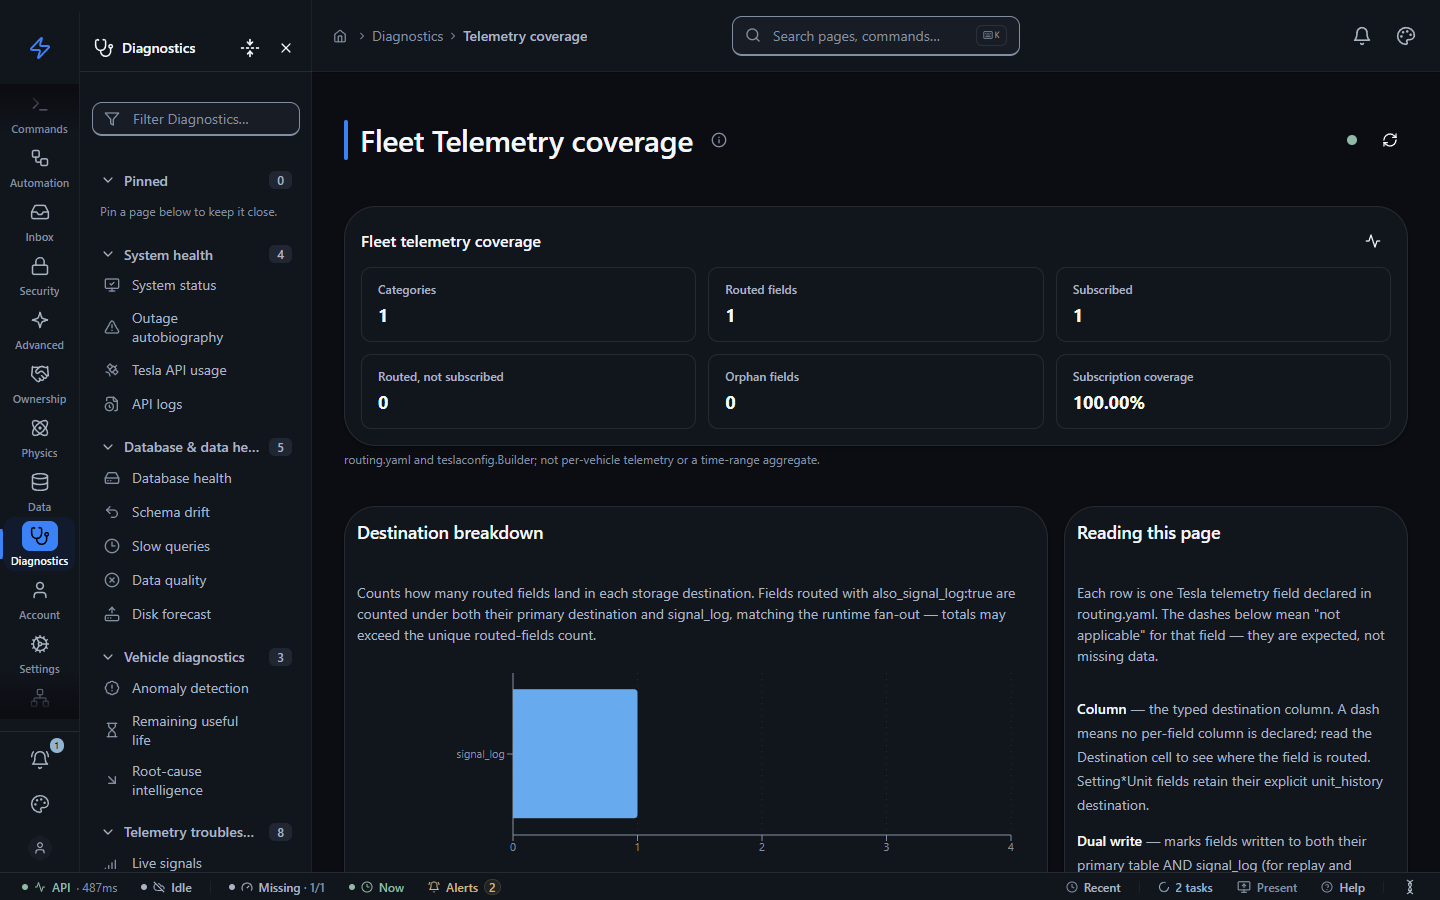 Diagnostics
Diagnostics
Telemetry coverage
Search pages, commands...
K
Commands
Automation
Inbox
Security
Advanced
Ownership
Physics
Data
Diagnostics
Account
Settings
1
Filter Diagnostics...
Pinned
0
Pin a page below to keep it close.
System health
4
System status
Outage
autobiography
Tesla API usage
API logs
Database & data he...
5
Database health
Schema drift
Slow queries
Data quality
Disk forecast
Vehicle diagnostics
3
Anomaly detection
Remaining useful
life
Root-cause
intelligence
Telemetry troubles...
8
Live signals
Fleet Telemetry coverage
Fleet telemetry coverage
Categories
1
Routed fields
1
Subscribed
1
Routed, not subscribed
0
Orphan fields
0
Subscription coverage
100.00%
routing.yaml and teslaconfig.Builder; not per-vehicle telemetry or a time-range aggregate.
Destination breakdown
Counts how many routed fields land in each storage destination. Fields routed with also_signal_log:true are
counted under both their primary destination and signal_log, matching the runtime fan-out — totals may
exceed the unique routed-fields count.
signal_log
0
1
2
3
4
Reading this page
Each row is one Tesla telemetry field declared in
routing.yaml. The dashes below mean "not
applicable" for that field — they are expected, not
missing data.
Column — the typed destination column. A dash
means no per-field column is declared; read the
Destination cell to see where the field is routed.
Setting*Unit fields retain their explicit unit_history
destination.
Dual write — marks fields written to both their
primary table AND signal_log (for replay and
API · 487ms
Idle
Missing · 1/1
Now
Alerts 2
Recent
2 tasks
Present
Help